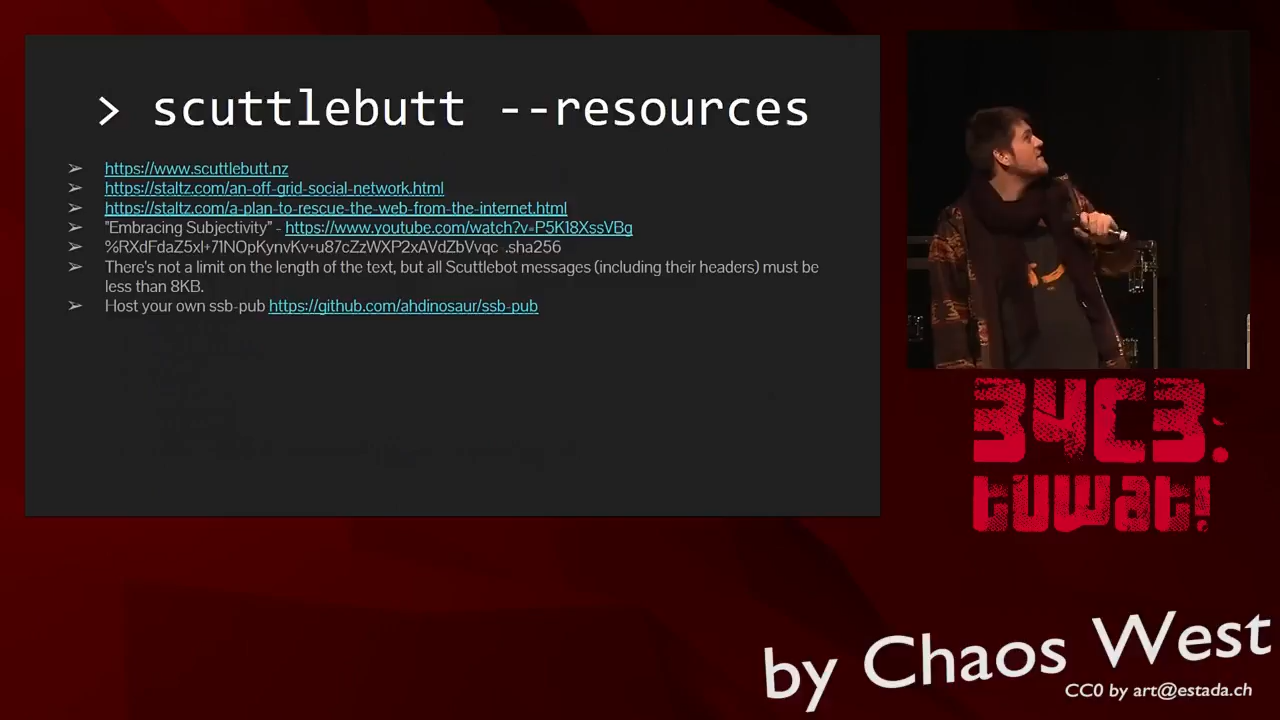 > scuttlebutt --resources
➢ https://www.scuttlebutt.nz
➢ https://staltz.com/an-off-grid-social-network.html
➢ https://staltz.com/a-plan-to-rescue-the-web-from-the-internet.html
➢ "Embracing Subjectivity" - https://www.youtube.com/watch?v=P5K18XssVBg
➢ %RXdFdaZ5xI+71NOpKynvKv+u87cZzWXP2xAVdZbVvqc .sha256
➢ There's not a limit on the length of the text, but all Scuttlebot messages (including their headers) must be
less than 8KB.
➢ Host your own ssb-pub https://github.com/ahdinosaur/ssb-pub
34C3:
tuwat!
by Chaos West
CC0 by art@estada.ch